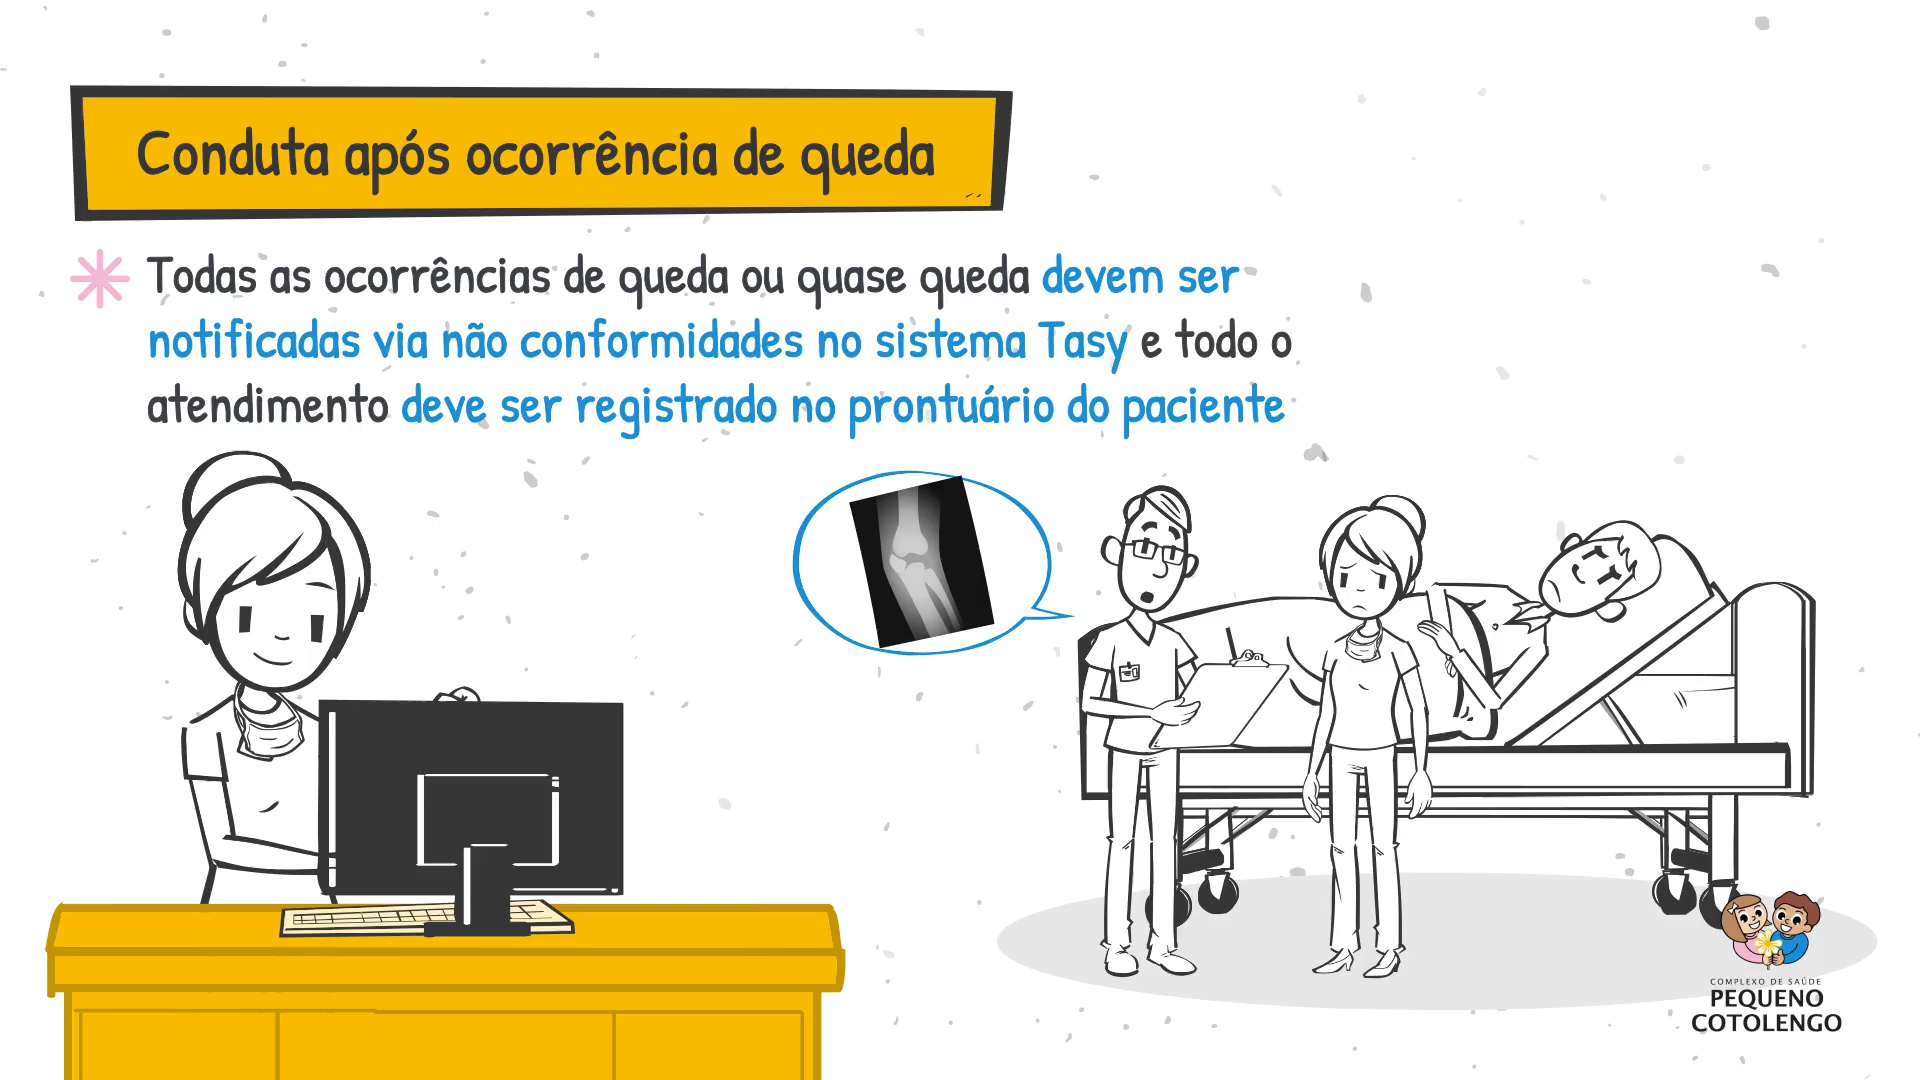 Conduta após ocorrência de queda
Todas as ocorrências de queda ou quase queda devem ser
notificadas via não conformidades no sistema Tasy e todo o
atendimento deve ser registrado no prontuário do paciente
COMPLEXO DE SAÚDE
PEQUENO
COTOLENGO